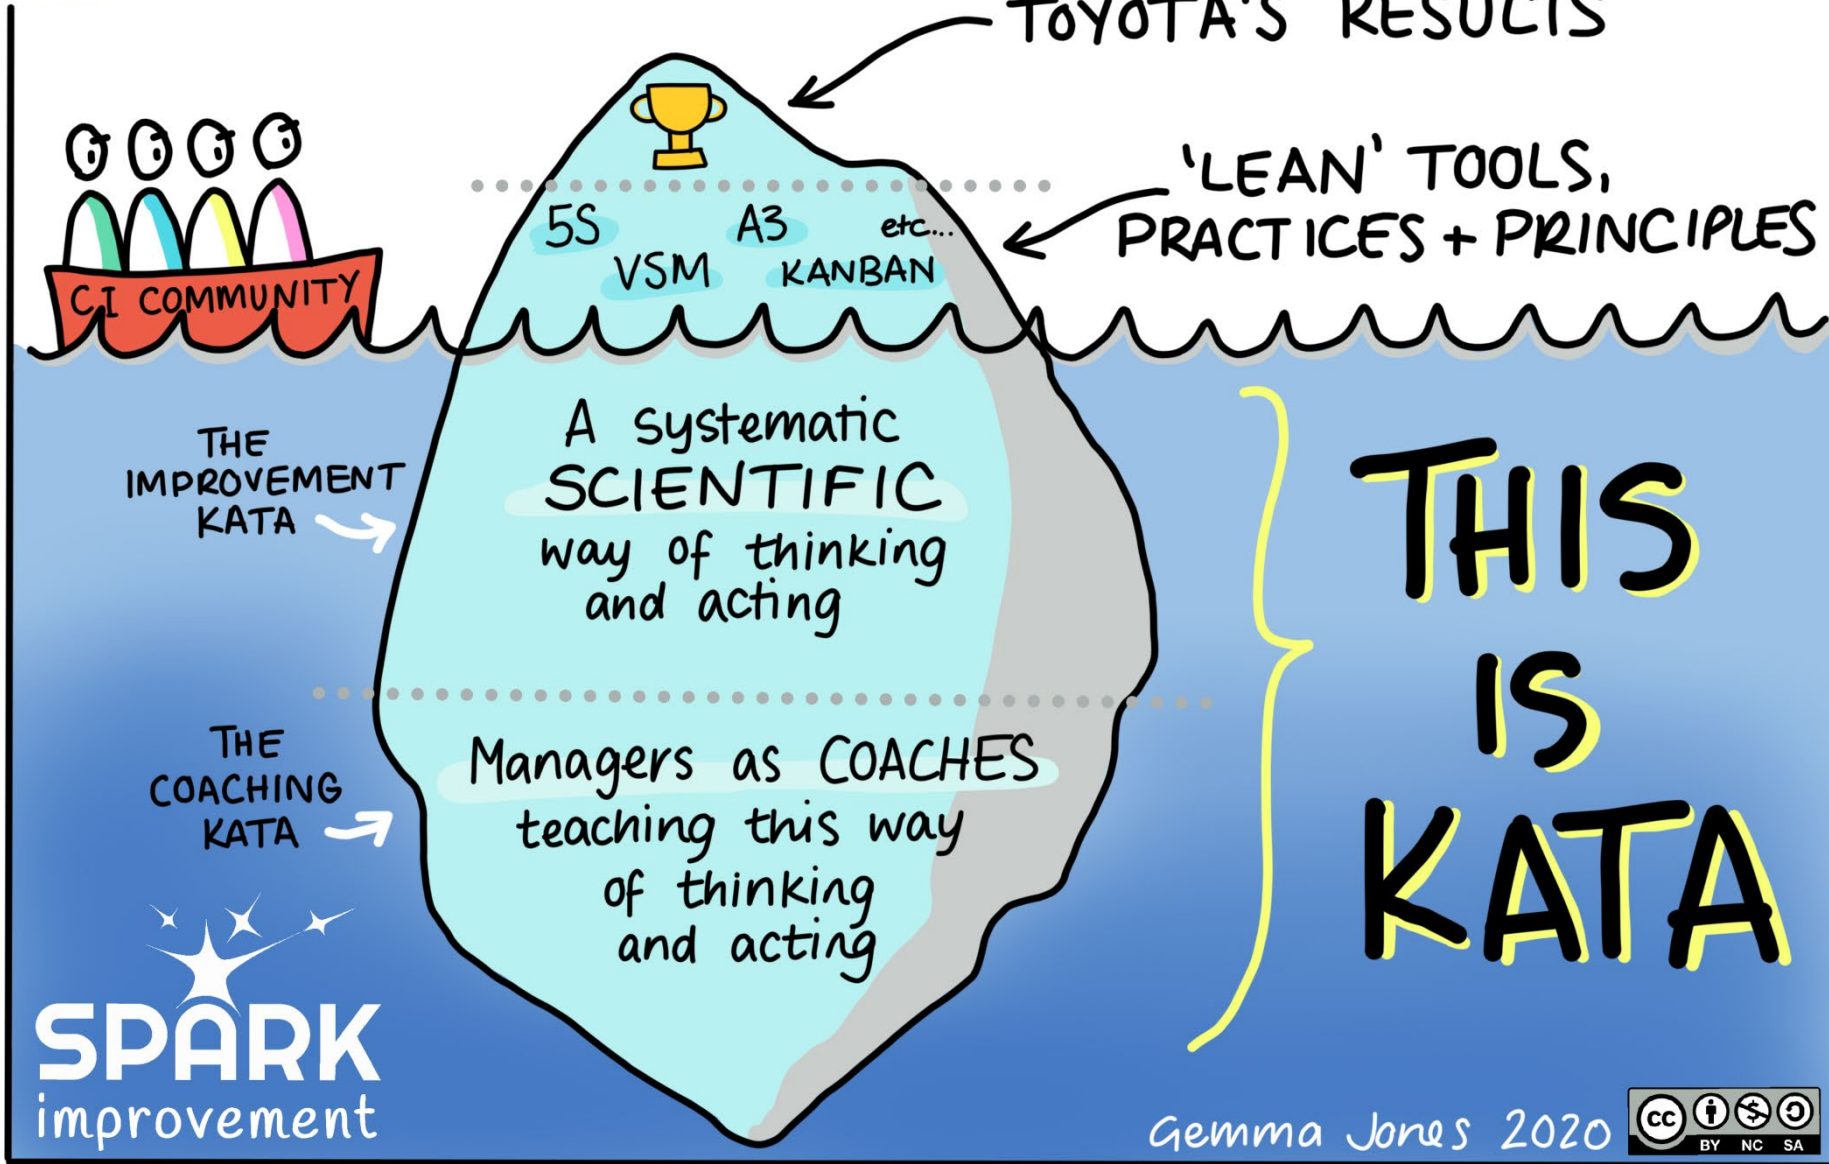 TOYOTA'S RESULTS
'LEAN' TOOLS,
PRACTICES + PRINCIPLES
5S
A3
etc...
VSM
KANBAN
CI COMMUNITY
THE
IMPROVEMENT
KATA
A systematic
SCIENTIFIC
way of thinking
and acting
THIS
IS
KATA
THE
COACHING
KATA
Managers as COACHES
teaching this way
of thinking
and acting
SPARK
improvement
Gemma Jones 2020
cc
BY NC SA